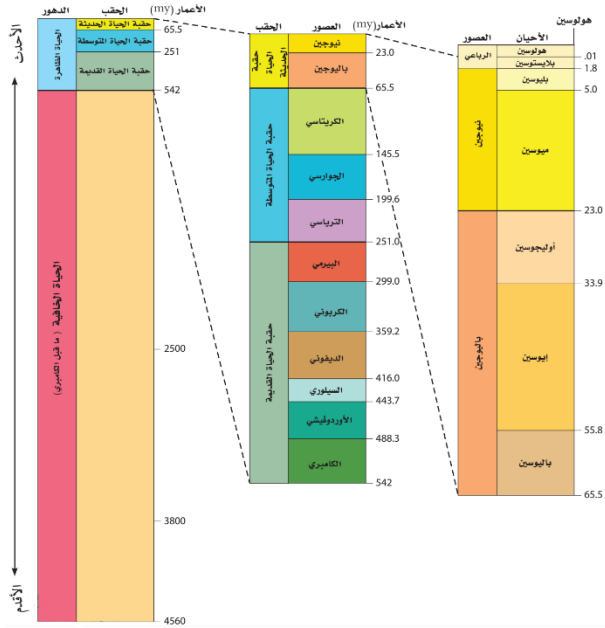 الأحدث
الأقدم
الدهور
الحقب
الأعمار (my)
الحياة الظاهرة
حقبة الحياة الحديثة
65.5
حقبة الحياة المتوسطة
251
حقبة الحياة القديمة
542
الحياة الخافية ( ما قبل الكامبري)
2500
3800
4560
الحقب
العصور
الأعمار (my)
حقبة
الحياة
الحديثة
نيوجين
23.0
باليوجين
65.5
حقبة الحياة المتوسطة
الكريتاسي
145.5
الجوارسي
199.6
الترياسي
251.0
حقبة الحياة القديمة
البيرمي
299.0
الكربوني
359.2
الديفوني
416.0
السيلوري
443.7
الأوردوفيشي
488.3
الكامبري
542
العصور
الأحيان
هولوسين
الرباعي
هولوسين
.01
بلايستوسين
1.8
نيوجين
بليوسين
5.0
ميوسين
23.0
باليوجين
أوليجوسين
33.9
إيوسين
55.8
باليوسين
65.5